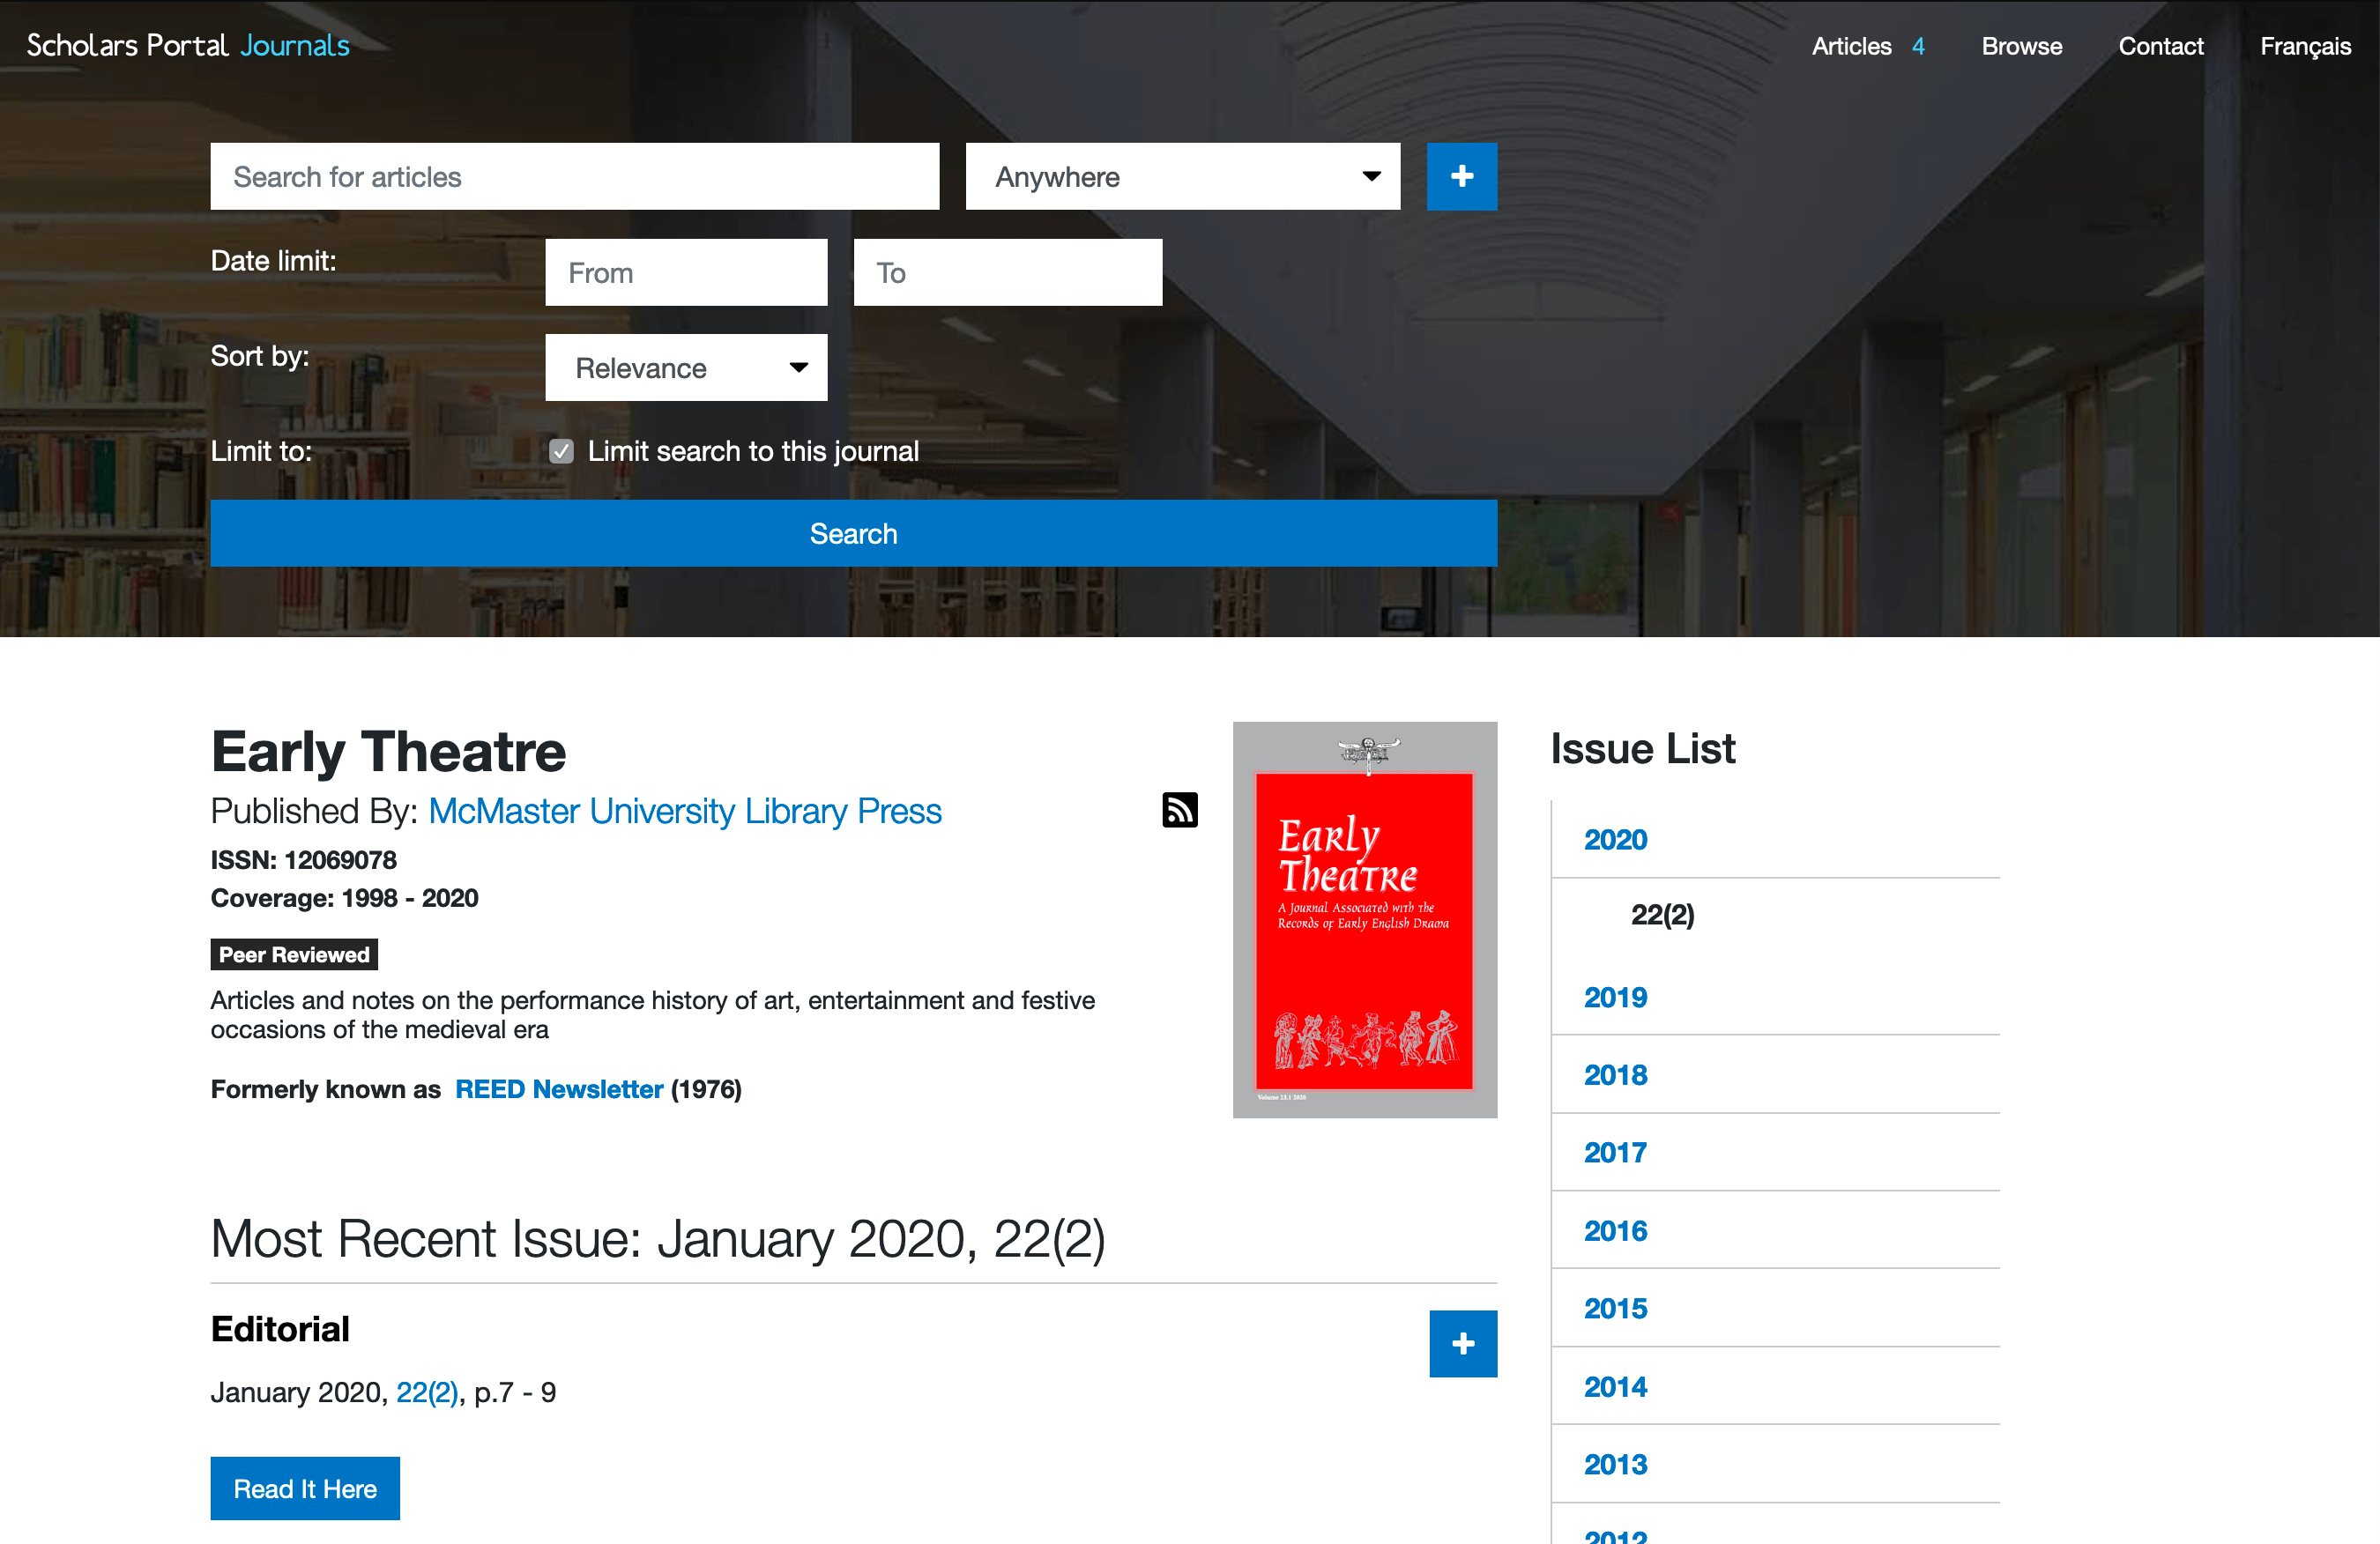 Scholars Portal Journals
Articles 4
Browse
Contact
Français
Search for articles
Anywhere
Date limit:
From
To
Sort by:
Relevance
Limit to:
Limit search to this journal
Search
Early Theatre
Published By: McMaster University Library Press
ISSN: 12069078
Coverage: 1998 - 2020
Peer Reviewed
Articles and notes on the performance history of art, entertainment and festive
occasions of the medieval era
Formerly known as REED Newsletter (1976)
Early
Theatre
A Journal Associated with the
Records of Early English Drama
Volume 23.1 2020
Most Recent Issue: January 2020, 22(2)
Editorial
January 2020, 22(2), p.7 - 9
Read It Here
Issue List
2020
22(2)
2019
2018
2017
2016
2015
2014
2013
2012